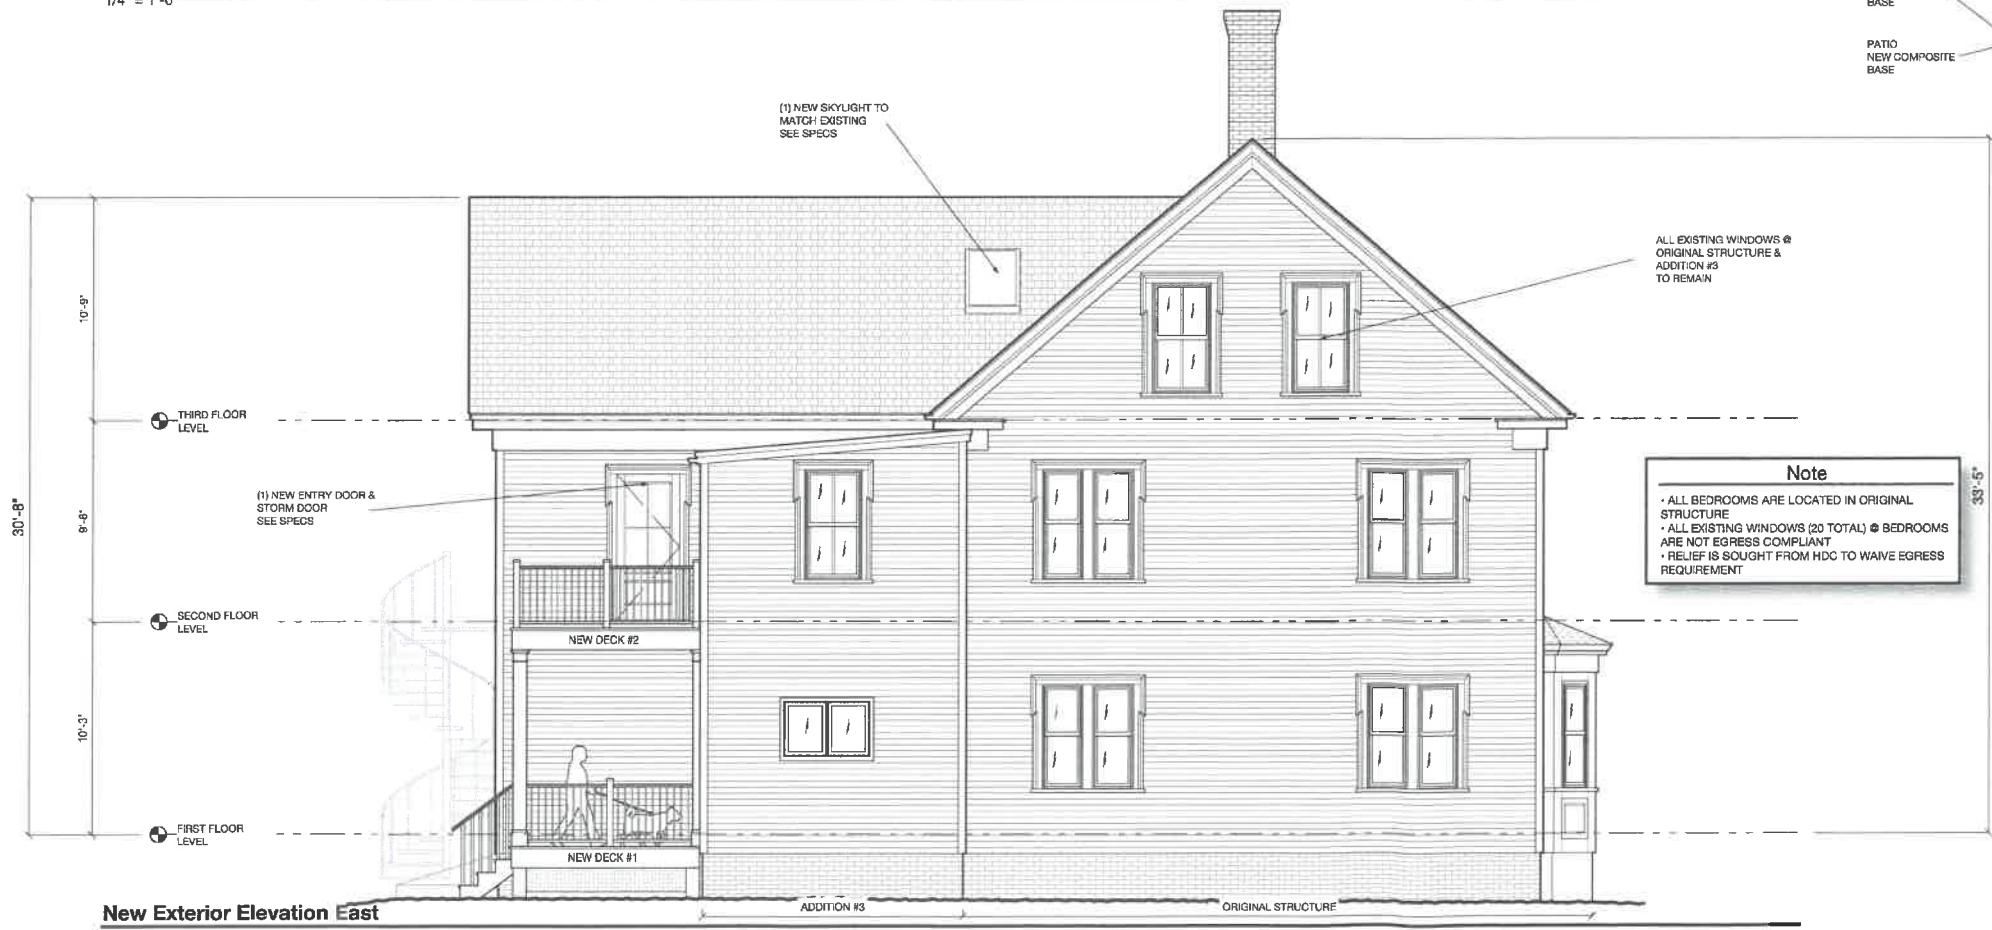 1/4" = 1'-0"
BASE
PATIO
NEW COMPOSITE
BASE
(1) NEW SKYLIGHT TO
MATCH EXISTING
SEE SPECS
ALL EXISTING WINDOWS @
ORIGINAL STRUCTURE &
ADDITION #3
TO REMAIN
10'-9"
THIRD FLOOR
LEVEL
(1) NEW ENTRY DOOR &
STORM DOOR
SEE SPECS
30'-8"
9'-8"
33'-5"
Note
• ALL BEDROOMS ARE LOCATED IN ORIGINAL
STRUCTURE
• ALL EXISTING WINDOWS (20 TOTAL) @ BEDROOMS
ARE NOT EGRESS COMPLIANT
• RELIEF IS SOUGHT FROM HDC TO WAIVE EGRESS
REQUIREMENT
SECOND FLOOR
LEVEL
NEW DECK #2
10'-3"
FIRST FLOOR
LEVEL
NEW DECK #1
New Exterior Elevation East
ADDITION #3
ORIGINAL STRUCTURE